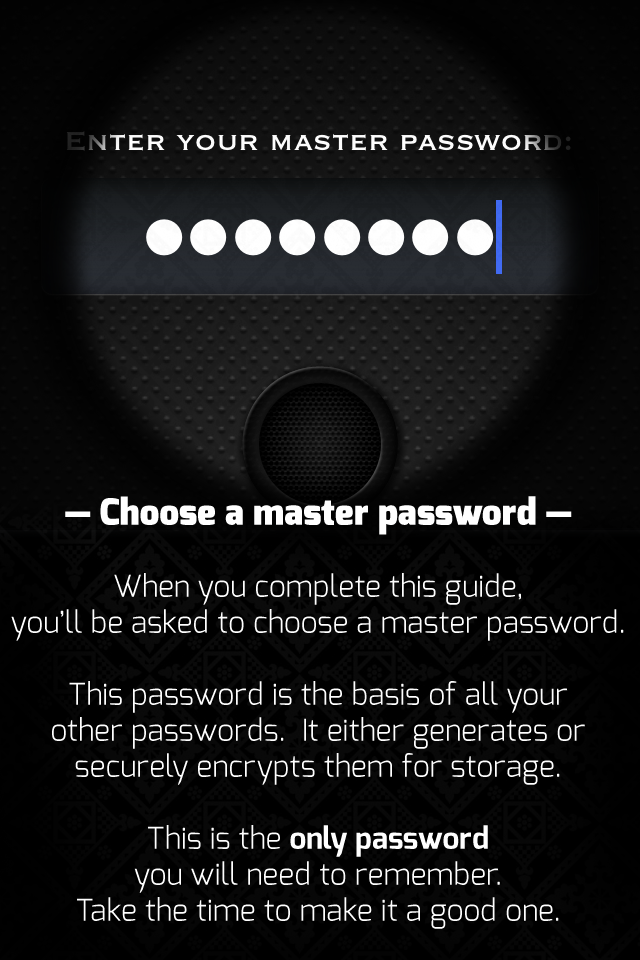 ENTER YOUR MASTER PASSWORD:
— Choose a master password —
When you complete this guide,
you'll be asked to choose a master password.
This password is the basis of all your
other passwords.  It either generates or
securely encrypts them for storage.
This is the only password
you will need to remember.
Take the time to make it a good one.